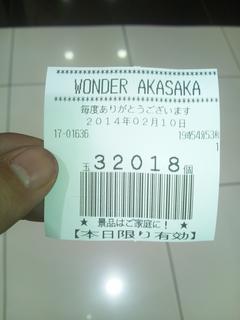 WONDER AKASAKA
毎度ありがとうございます
2014年02月10日
17-01636 19時54分53秒
1
玉 32018 個
★ 景品はご家庭に! ★
【本日限り有効】